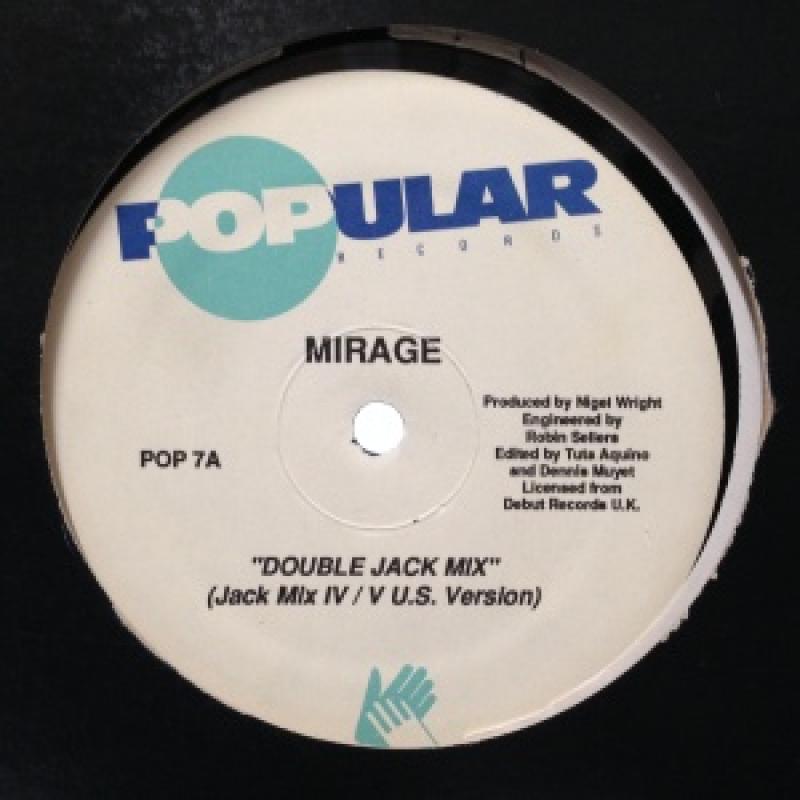 POPULAR
RECORDS
MIRAGE
Produced by Nigel Wright
Engineered by
Robin Sellers
Edited by Tuta Aquino
and Dennis Muyet
Licensed from
Debut Records U.K.
POP 7A
"DOUBLE JACK MIX"
(Jack Mix IV / V U.S. Version)